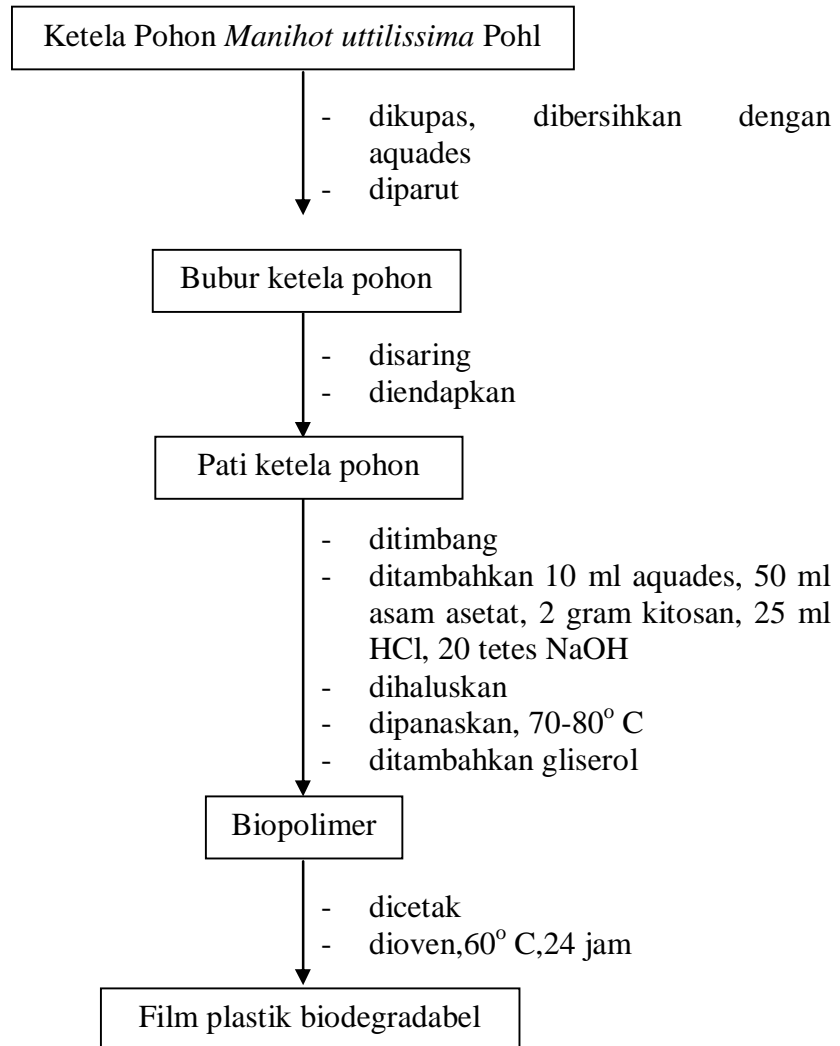 Ketela Pohon Manihot uttilissima Pohl
- dikupas, dibersihkan dengan
aquades
- diparut
Bubur ketela pohon
- disaring
- diendapkan
Pati ketela pohon
- ditimbang
- ditambahkan 10 ml aquades, 50 ml
asam asetat, 2 gram kitosan, 25 ml
HCl, 20 tetes NaOH
- dihaluskan
- dipanaskan, 70-80° C
- ditambahkan gliserol
Biopolimer
- dicetak
- dioven,60° C,24 jam
Film plastik biodegradabel